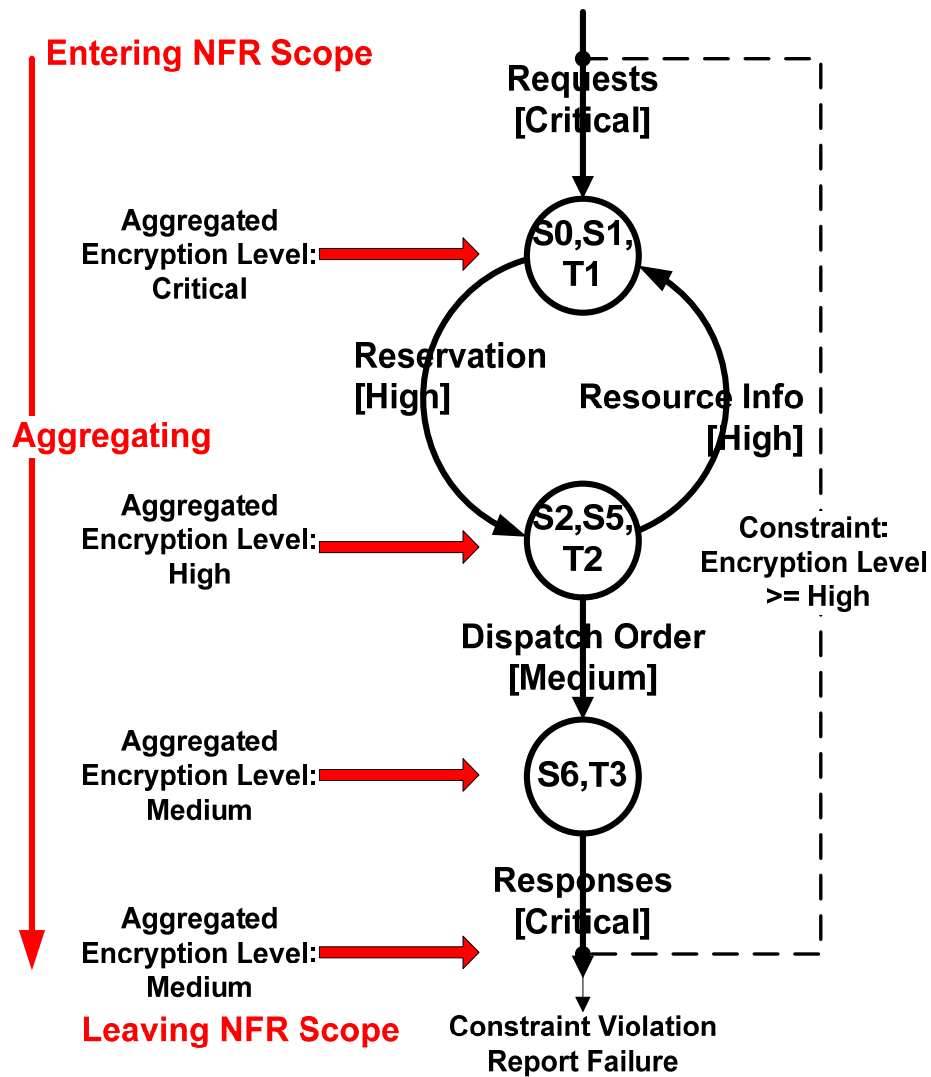 Entering NFR Scope
Requests
[Critical]
Aggregated
Encryption Level:
Critical
S0,S1,
T1
Reservation
[High]
Resource Info
[High]
Aggregating
Aggregated
Encryption Level:
High
S2,S5,
T2
Constraint:
Encryption Level
>= High
Dispatch Order
[Medium]
Aggregated
Encryption Level:
Medium
S6,T3
Responses
[Critical]
Aggregated
Encryption Level:
Medium
Leaving NFR Scope
Constraint Violation
Report Failure